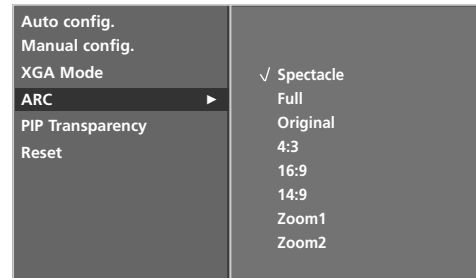 Auto config.
Manual config.
XGA Mode
ARC ►
PIP Transparency
Reset
✓ Spectacle
Full
Original
4:3
16:9
14:9
Zoom1
Zoom2